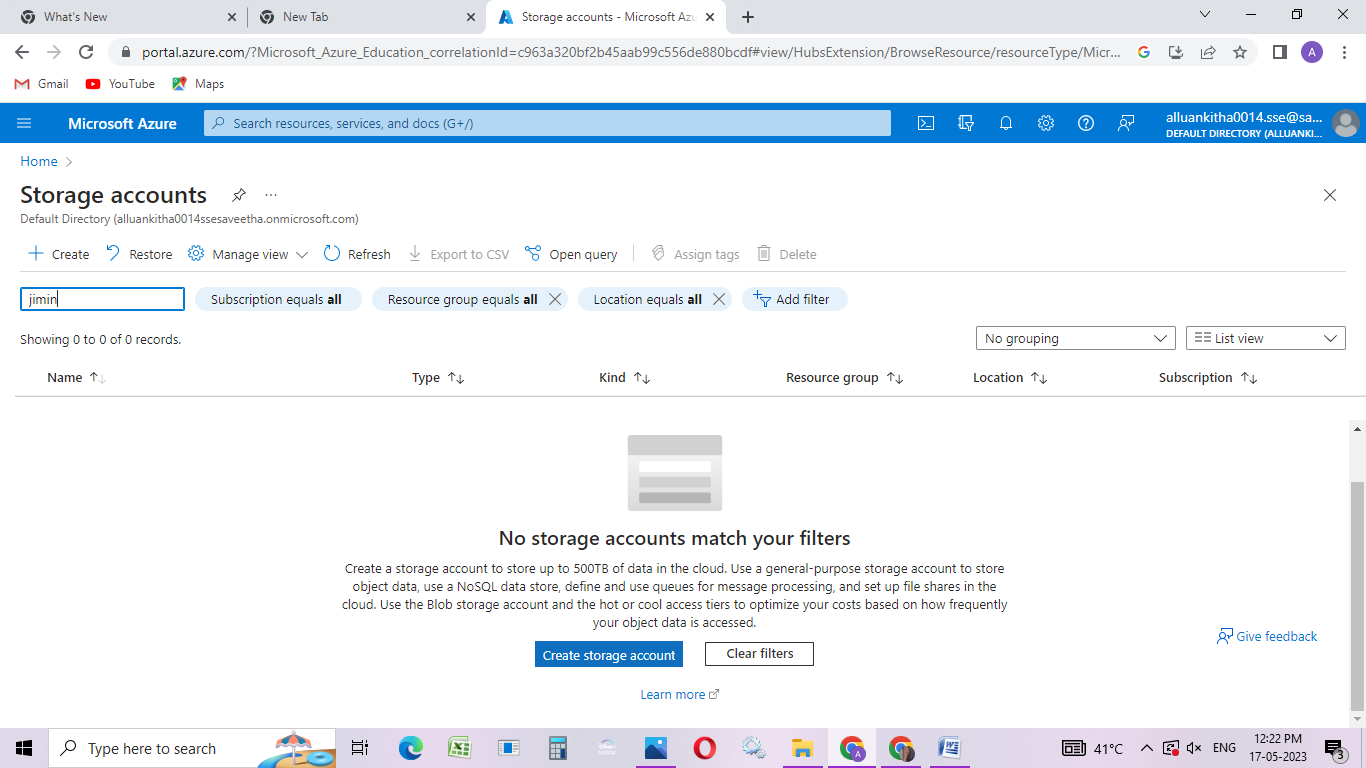 What's New
New Tab
Storage accounts - Microsoft Azu
portal.azure.com/?Microsoft_Azure_Education_correlationId=c963a320bf2b45aab99c556de880bcdf#view/HubsExtension/BrowseResource/resourceType/Micr...
A
Gmail
YouTube
Maps
Microsoft Azure
Search resources, services, and docs (G+/)
alluankitha0014.sse@sa...
DEFAULT DIRECTORY (ALLUANKI...
Home
Storage accounts
Default Directory (alluankitha0014ssesaveetha.onmicrosoft.com)
Create
Restore
Manage view
Refresh
Export to CSV
Open query
Assign tags
Delete
jimin
Subscription equals all
Resource group equals all
Location equals all
Add filter
Showing 0 to 0 of 0 records.
No grouping
List view
Name
Type
Kind
Resource group
Location
Subscription
No storage accounts match your filters
Create a storage account to store up to 500TB of data in the cloud. Use a general-purpose storage account to store
object data, use a NoSQL data store, define and use queues for message processing, and set up file shares in the
cloud. Use the Blob storage account and the hot or cool access tiers to optimize your costs based on how frequently
your object data is accessed.
Create storage account
Clear filters
Learn more
Give feedback
Type here to search
41°C
ENG
12:22 PM
17-05-2023
3